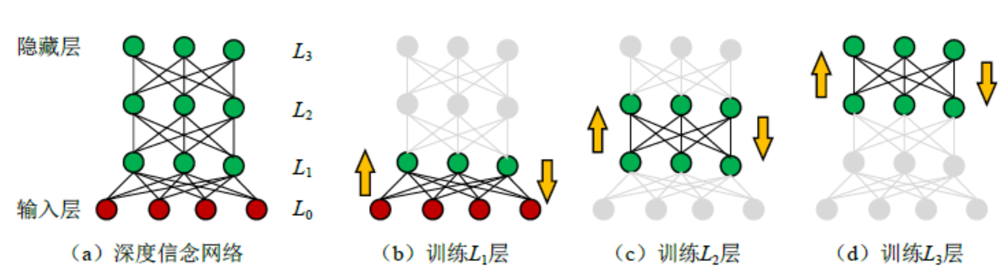 隐藏层
L3
L2
L1
输入层
L0
（a）深度信念网络
（b）训练L1层
（c）训练L2层
（d）训练L3层